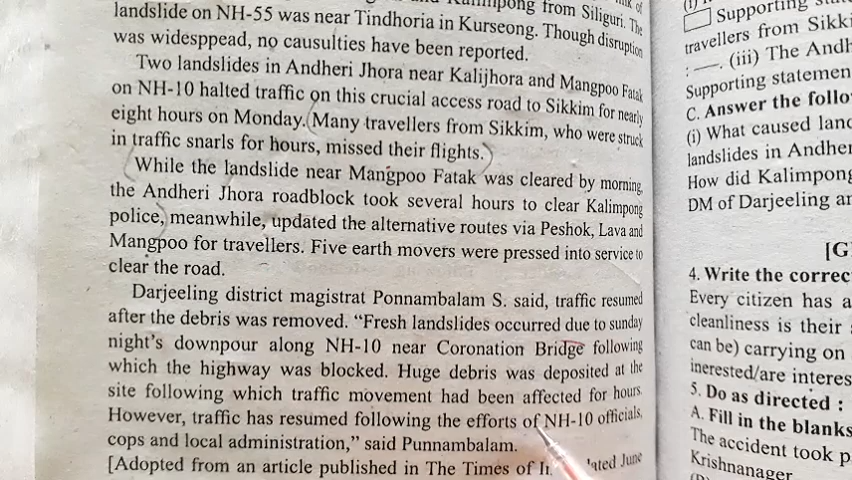 mpong from Siliguri. The
landslide on NH-55 was near Tindhoria in Kurseong. Though disruption
was widesppead, no causulties have been reported.
Two landslides in Andheri Jhora near Kalijhora and Mangpoo Fatak
on NH-10 halted traffic on this crucial access road to Sikkim for nearly
eight hours on Monday. (Many travellers from Sikkim, who were struck
in traffic snarls for hours, missed their flights.)
(While the landslide near Mangpoo Fatak was cleared by morning,
the Andheri Jhora roadblock took several hours to clear Kalimpong
police,) meanwhile, updated the alternative routes via Peshok, Lava and
Mangpoo for travellers. Five earth movers were pressed into service to
clear the road.
Darjeeling district magistrat Ponnambalam S. said, traffic resumed
after the debris was removed. “Fresh landslides occurred due to sunday
night’s downpour along NH-10 near Coronation Bridge following
which the highway was blocked. Huge debris was deposited at the
site following which traffic movement had been affected for hours.
However, traffic has resumed following the efforts of NH-10 officials,
cops and local administration,” said Punnambalam.
[Adopted from an article published in The Times of dated June
Supporting
travellers from Sikki
: —. (iii) The Andh
Supporting statemen
C. Answer the follo
(i) What caused land
landslides in Andher
How did Kalimpong
DM of Darjeeling an
[G
4. Write the correc
Every citizen has a
cleanliness is their
can be) carrying on
inerested/are interes
5. Do as directed :
A. Fill in the blanks
The accident took p
Krishnanager